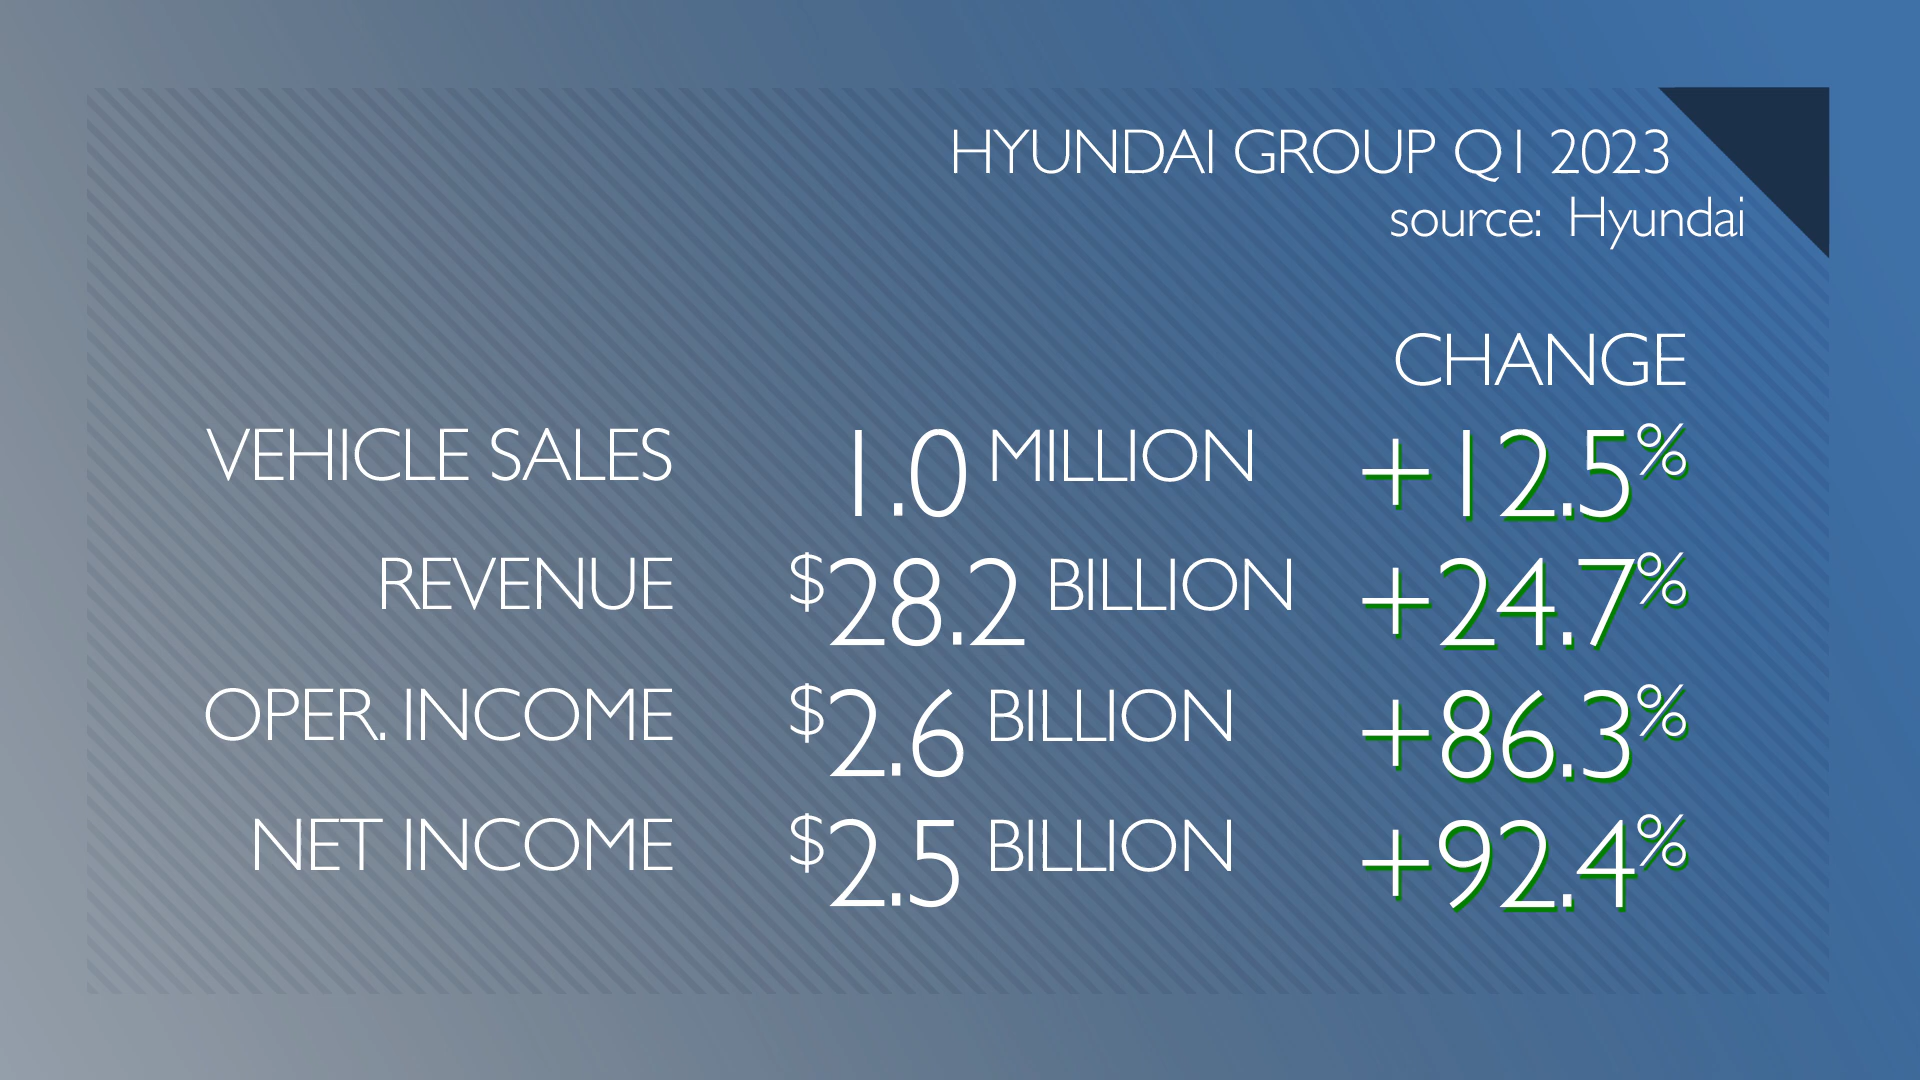 HYUNDAI GROUP Q1 2023
source: Hyundai
CHANGE
VEHICLE SALES 1.0 MILLION +12.5%
REVENUE $28.2 BILLION +24.7%
OPER. INCOME $2.6 BILLION +86.3%
NET INCOME $2.5 BILLION +92.4%